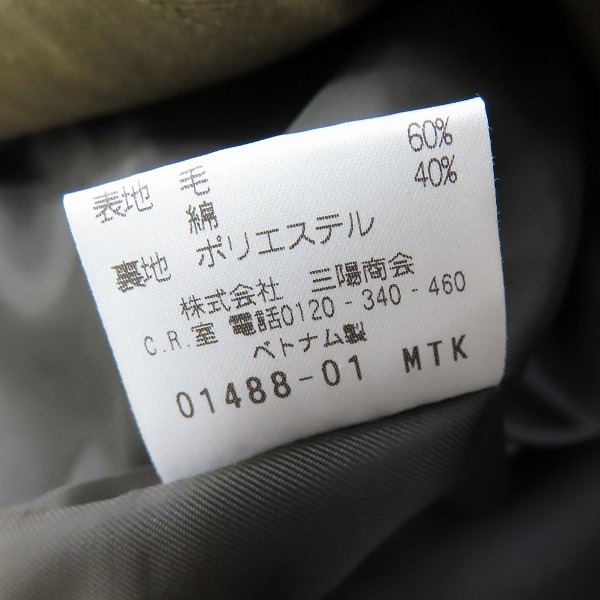 表地 毛 60%
綿 40%
裏地 ポリエステル
株式会社 三陽商会
C.R.室 電話0120-340-460
ベトナム製
01488-01 MTK